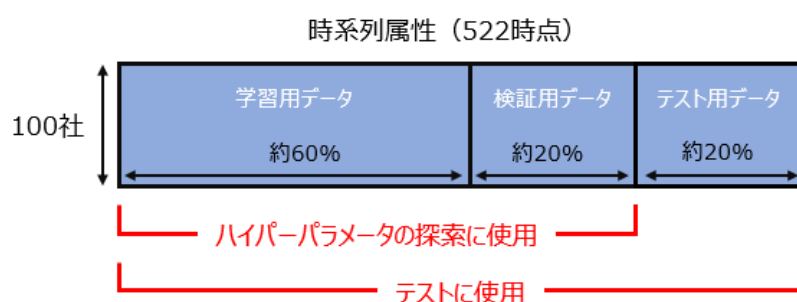 時系列属性（522時点）
100社
学習用データ
検証用データ
テスト用データ
約60%
約20%
約20%
ハイパーパラメータの探索に使用
テストに使用